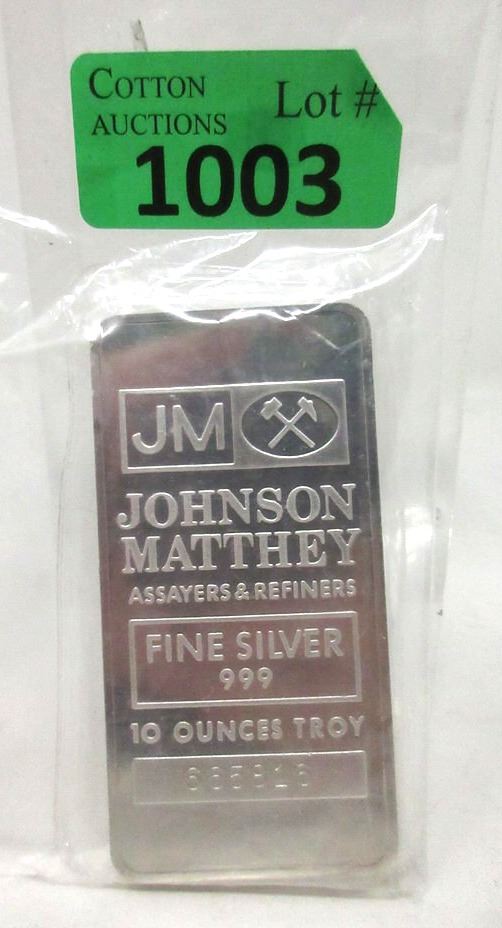 COTTON
AUCTIONS
Lot #
1003
JM
JOHNSON
MATTHEY
ASSAYERS & REFINERS
FINE SILVER
999
10 OUNCES TROY